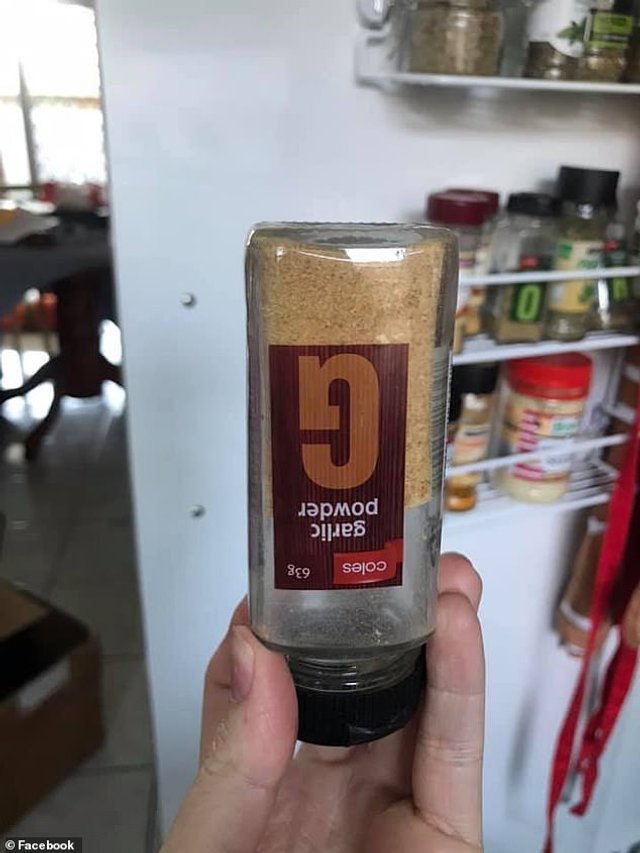 coles 63g
garlic
powder
G
O
© Facebook